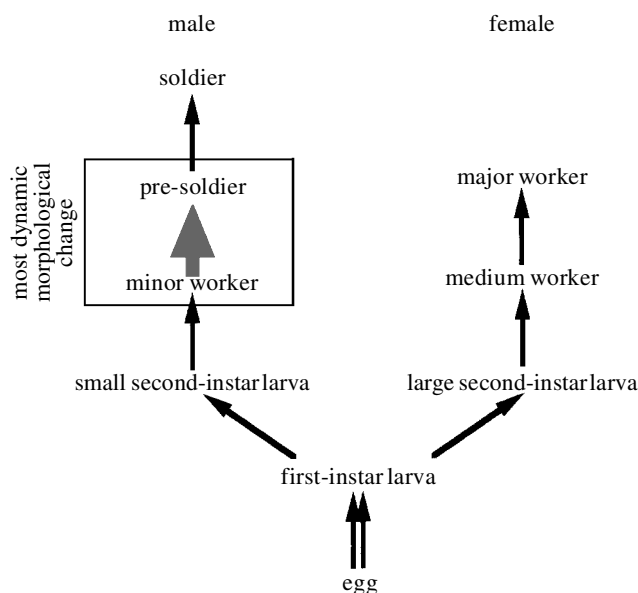 male
female
soldier
most dynamic
morphological
change
pre-soldier
major worker
minor worker
medium worker
small second-instar larva
large second-instar larva
first-instar larva
egg